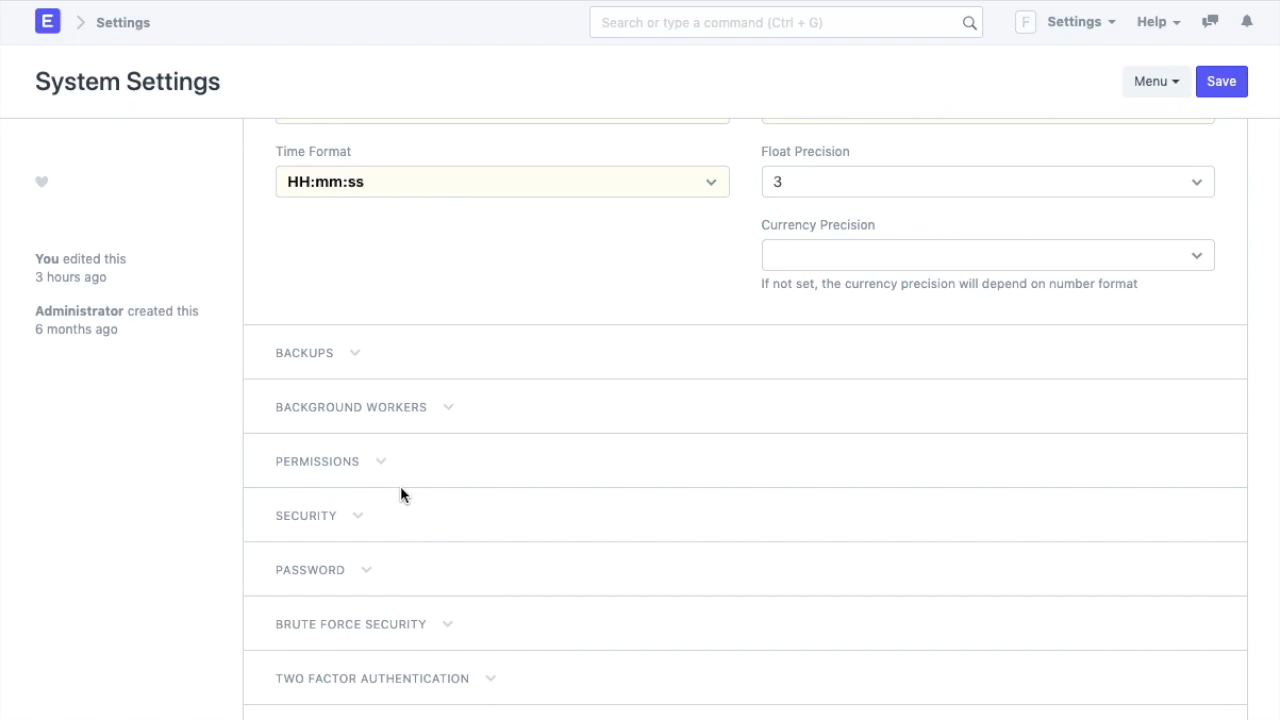 E
Settings
Search or type a command (Ctrl + G)
F
Settings
Help
System Settings
Menu
Save
You edited this
3 hours ago
Administrator created this
6 months ago
Time Format
HH:mm:ss
Float Precision
3
Currency Precision
If not set, the currency precision will depend on number format
BACKUPS
BACKGROUND WORKERS
PERMISSIONS
SECURITY
PASSWORD
BRUTE FORCE SECURITY
TWO FACTOR AUTHENTICATION